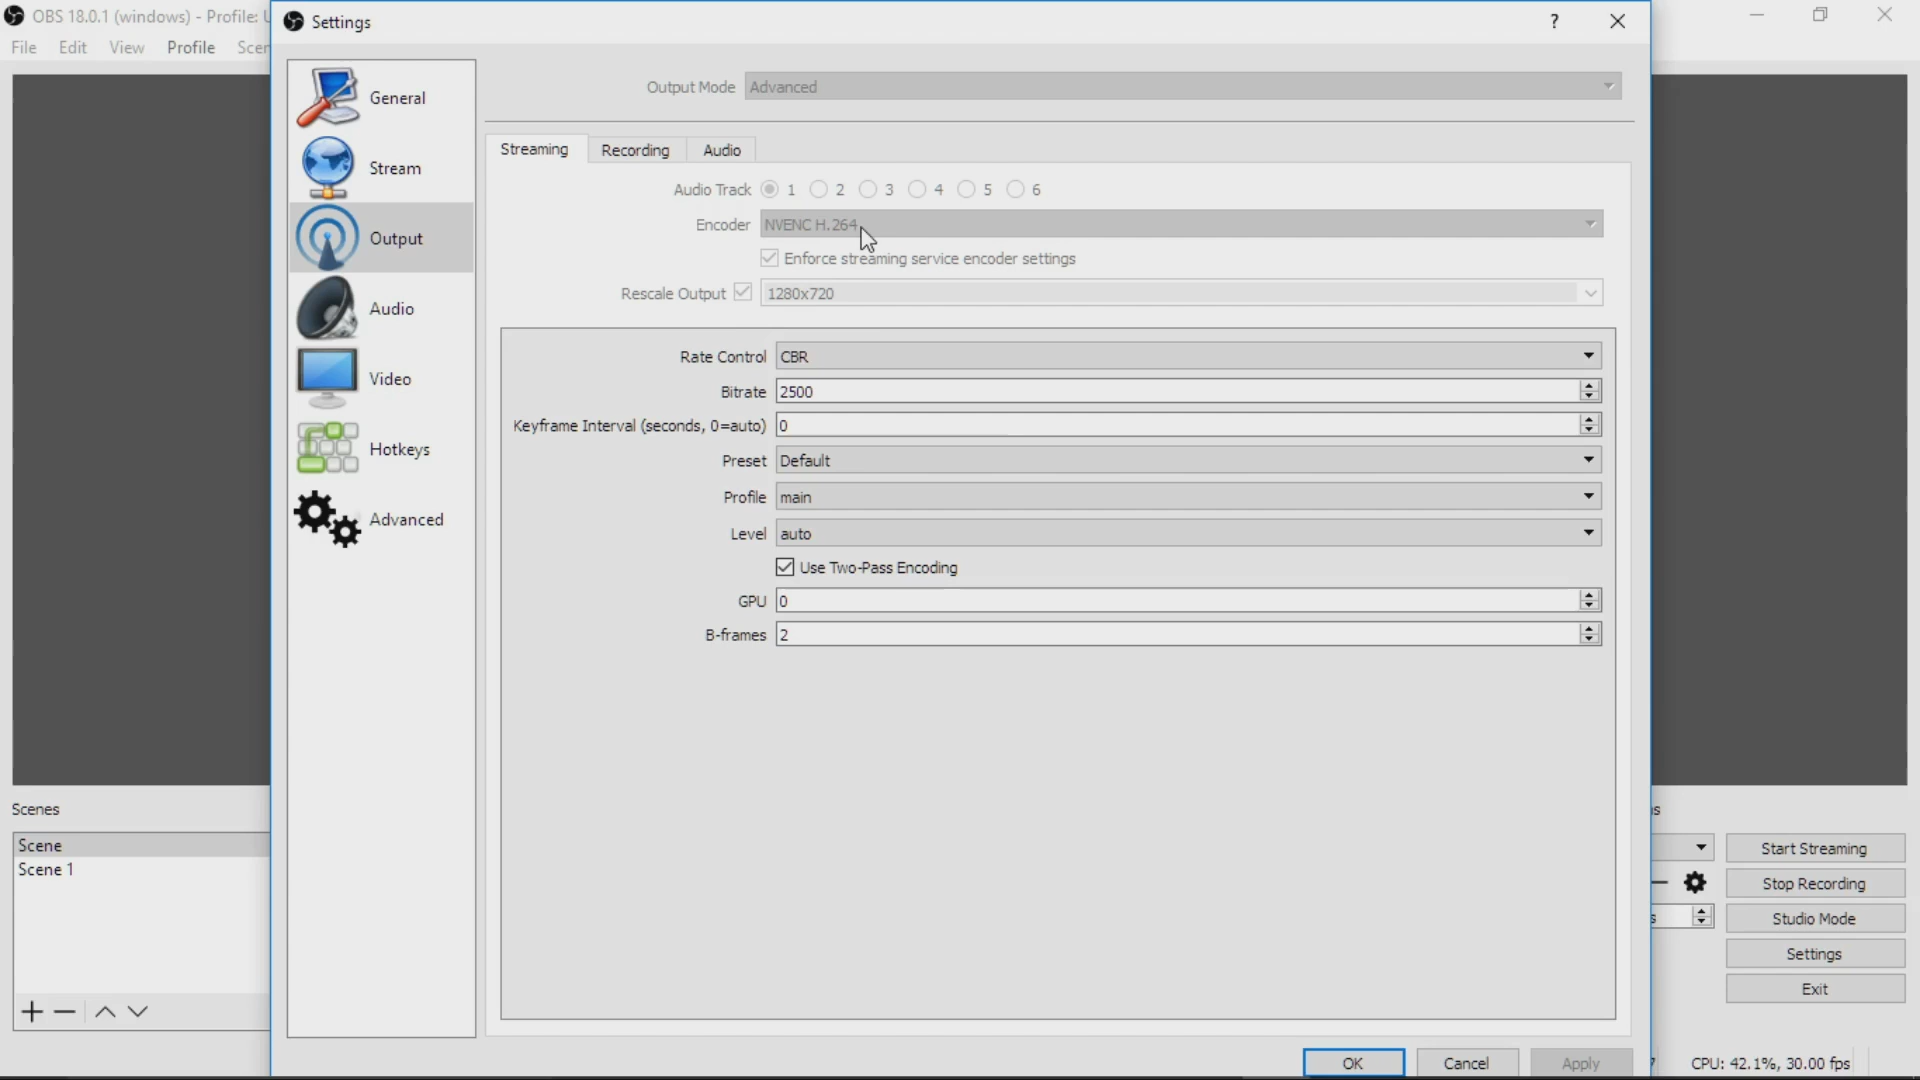 OBS 18.0.1 (windows) - Profile: U
Settings
?
File Edit View Profile Scen
General
Stream
Output
Audio
Video
Hotkeys
Advanced
Output Mode Advanced
Streaming Recording Audio
Audio Track 1 2 3 4 5 6
Encoder NVENC H.264
Enforce streaming service encoder settings
Rescale Output 1280x720
Rate Control CBR
Bitrate 2500
Keyframe Interval (seconds, 0=auto) 0
Preset Default
Profile main
Level auto
Use Two-Pass Encoding
GPU 0
B-frames 2
OK Cancel Apply
Scenes
Scene
Scene 1
ns
Start Streaming
Stop Recording
s
Studio Mode
Settings
Exit
CPU: 42.1%, 30.00 fps